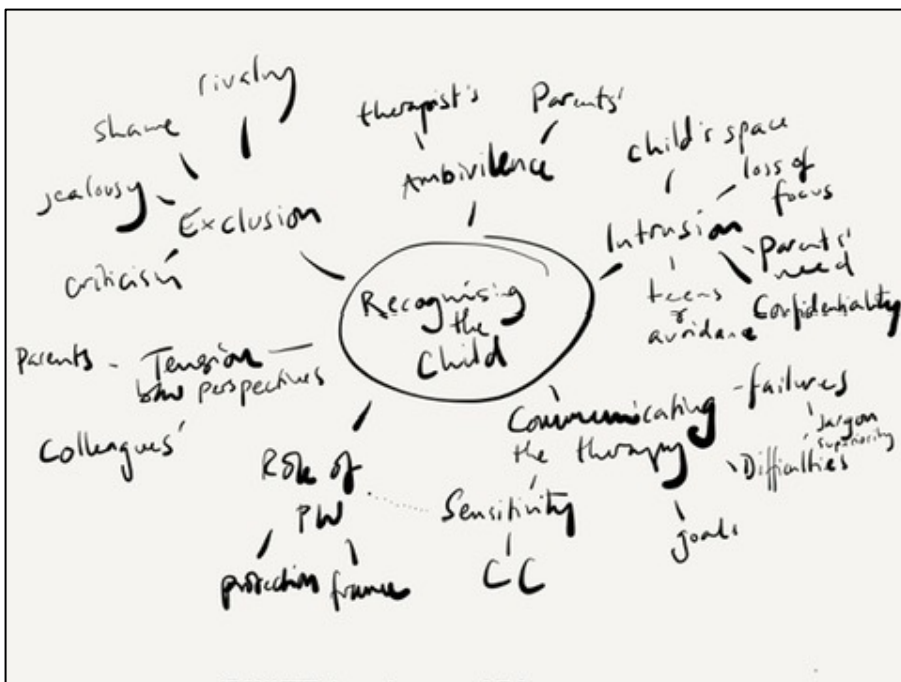 rivalry
shame
jealousy
criticism
Exclusion
therapist's
Parents'
Ambivilence
child's space
loss of
focus
Intrusion
Parents'
need
Confidentiality
teens
avoidance
Recognising
the
Child
Parents
Tension
btw perspectives
Colleagues'
Role of
PW
protection
frame
Communicating
the therapy
failures
Jargon
superiority
Difficulties
goals
Sensitivity
CC